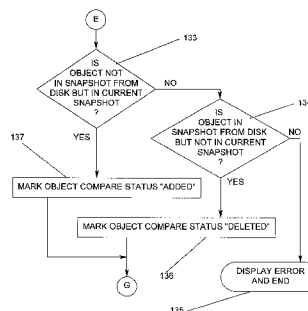 E
133
IS
OBJECT NOT
IN SNAPSHOT FROM
DISK BUT IN CURRENT
SNAPSHOT
?
NO
YES
IS
OBJECT IN
SNAPSHOT FROM DISK
BUT NOT IN CURRENT
SNAPSHOT
?
NO
YES
137
MARK OBJECT COMPARE STATUS "ADDED"
MARK OBJECT COMPARE STATUS "DELETED"
136
G
DISPLAY ERROR
AND END